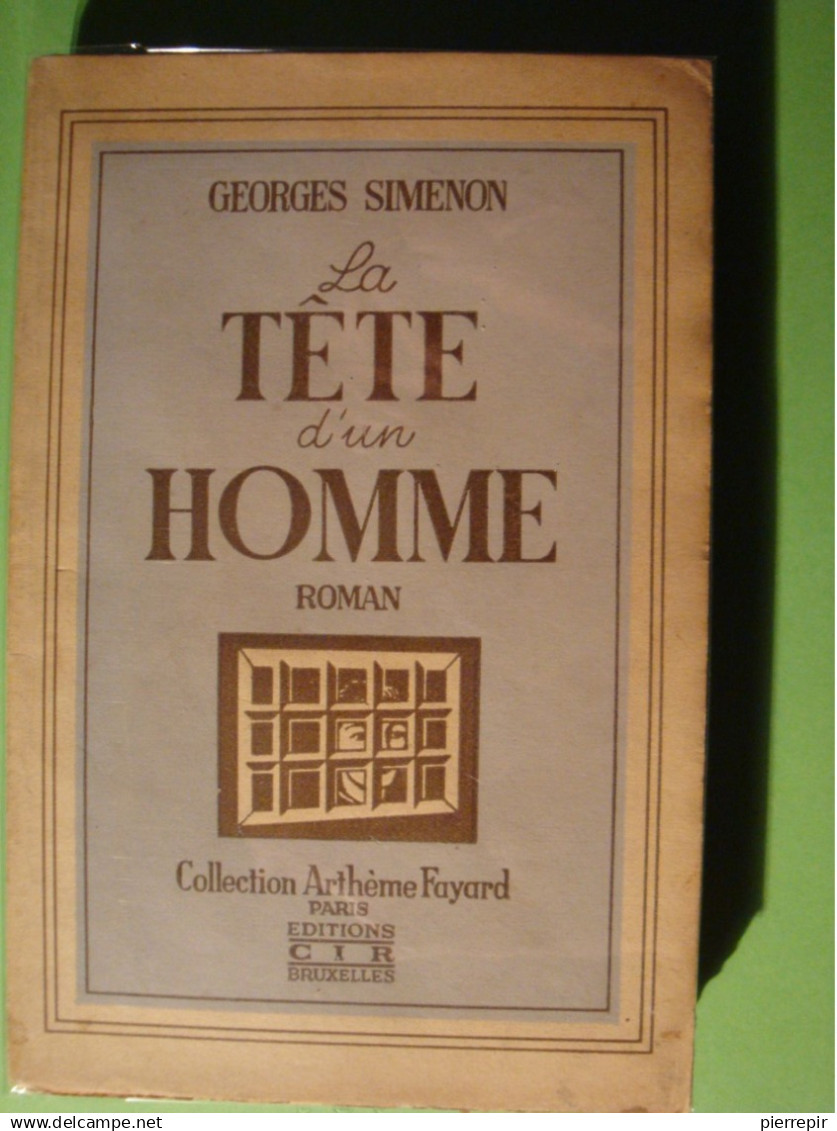 GEORGES SIMENON
La
TÊTE
d'un
HOMME
ROMAN
Collection Arthème Fayard
PARIS
EDITIONS
CIR
BRUXELLES
www.delcampe.net
pierrepir